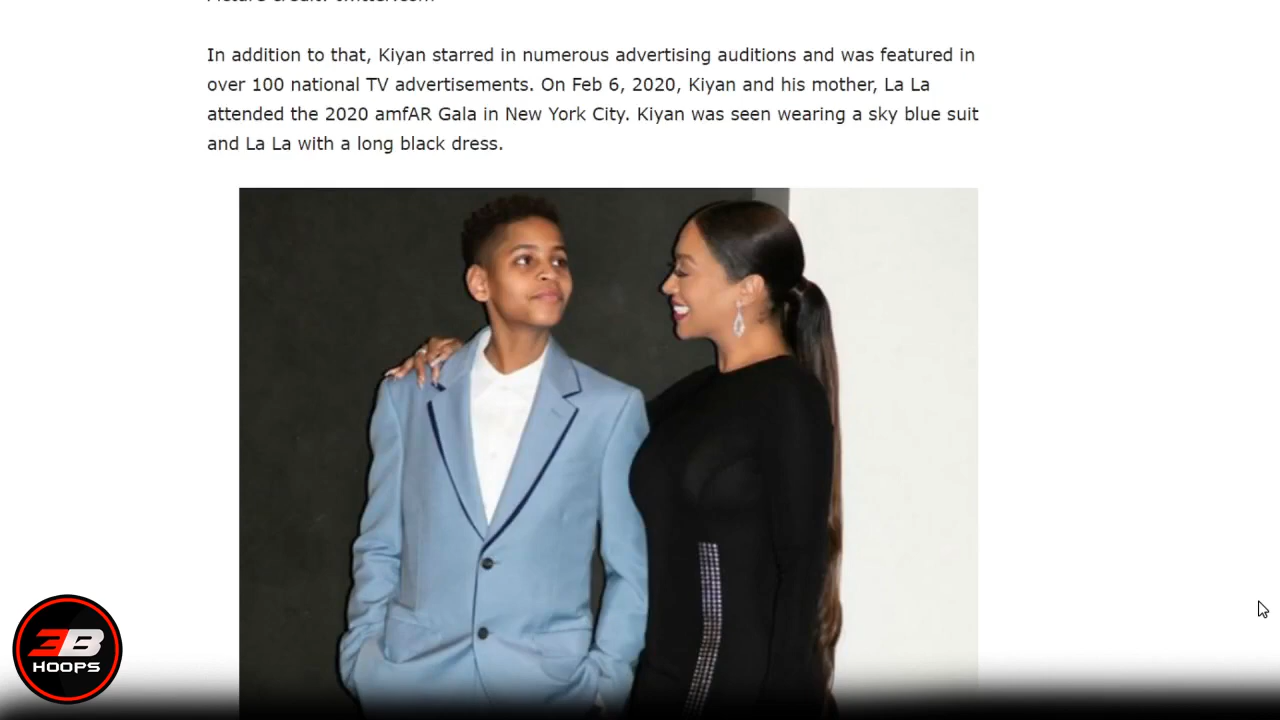 In addition to that, Kiyan starred in numerous advertising auditions and was featured in
over 100 national TV advertisements. On Feb 6, 2020, Kiyan and his mother, La La
attended the 2020 amfAR Gala in New York City. Kiyan was seen wearing a sky blue suit
and La La with a long black dress.
3B
HOOPS